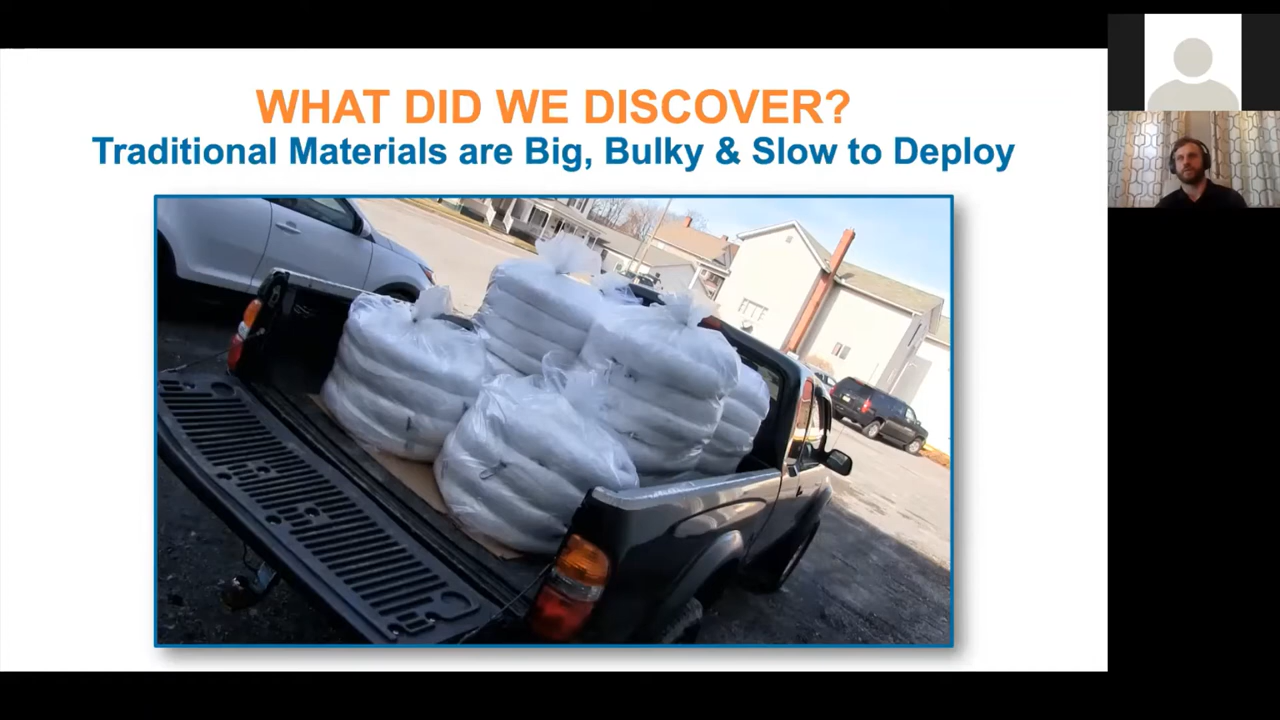 WHAT DID WE DISCOVER?
Traditional Materials are Big, Bulky & Slow to Deploy